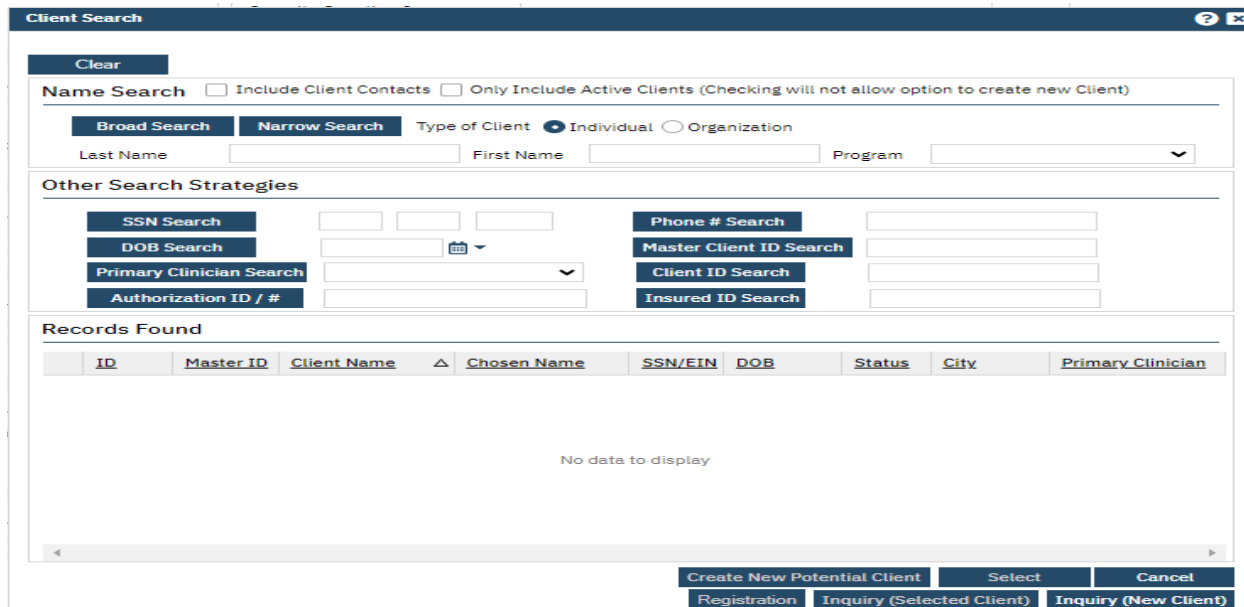 Client Search
Clear
Name Search Include Client Contacts Only Include Active Clients (Checking will not allow option to create new Client)
Broad Search Narrow Search Type of Client Individual Organization
Last Name First Name Program
Other Search Strategies
SSN Search Phone # Search
DOB Search Master Client ID Search
Primary Clinician Search Client ID Search
Authorization ID / # Insured ID Search
Records Found
ID Master ID Client Name Chosen Name SSN/EIN DOB Status City Primary Clinician
No data to display
Create New Potential Client Select Cancel
Registration Inquiry (Selected Client) Inquiry (New Client)